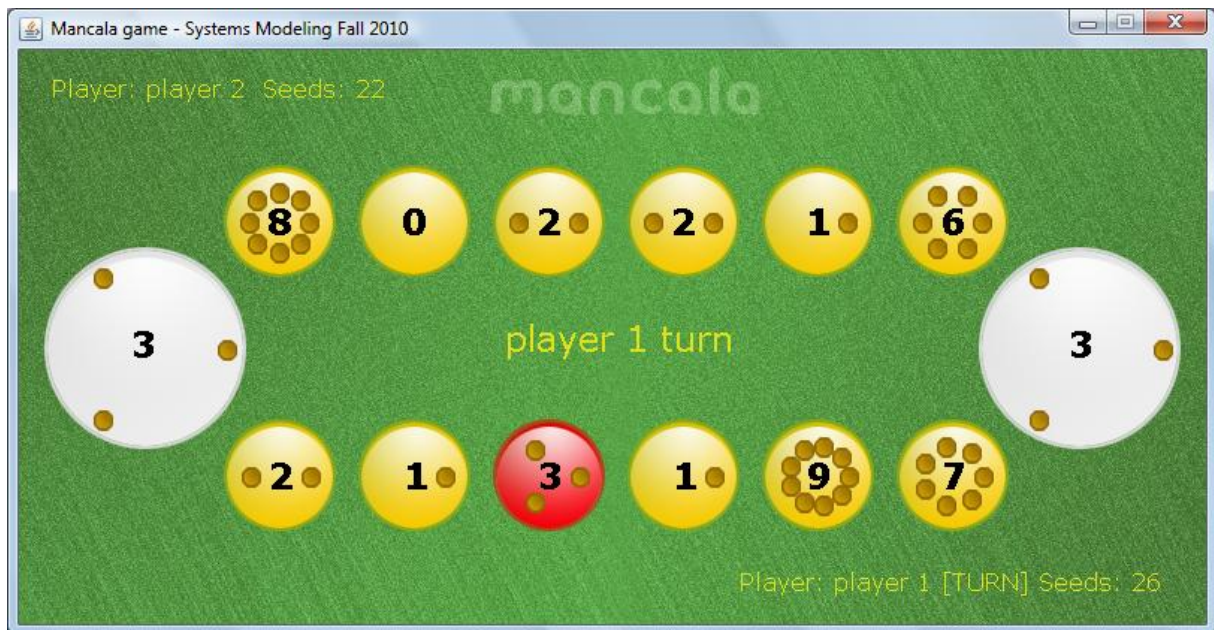 Mancala game - Systems Modeling Fall 2010
Player: player 2 Seeds: 22
mancala
8 0 2 2 1 6
3 player 1 turn 3
2 1 3 1 9 7
Player: player 1 [TURN] Seeds: 26